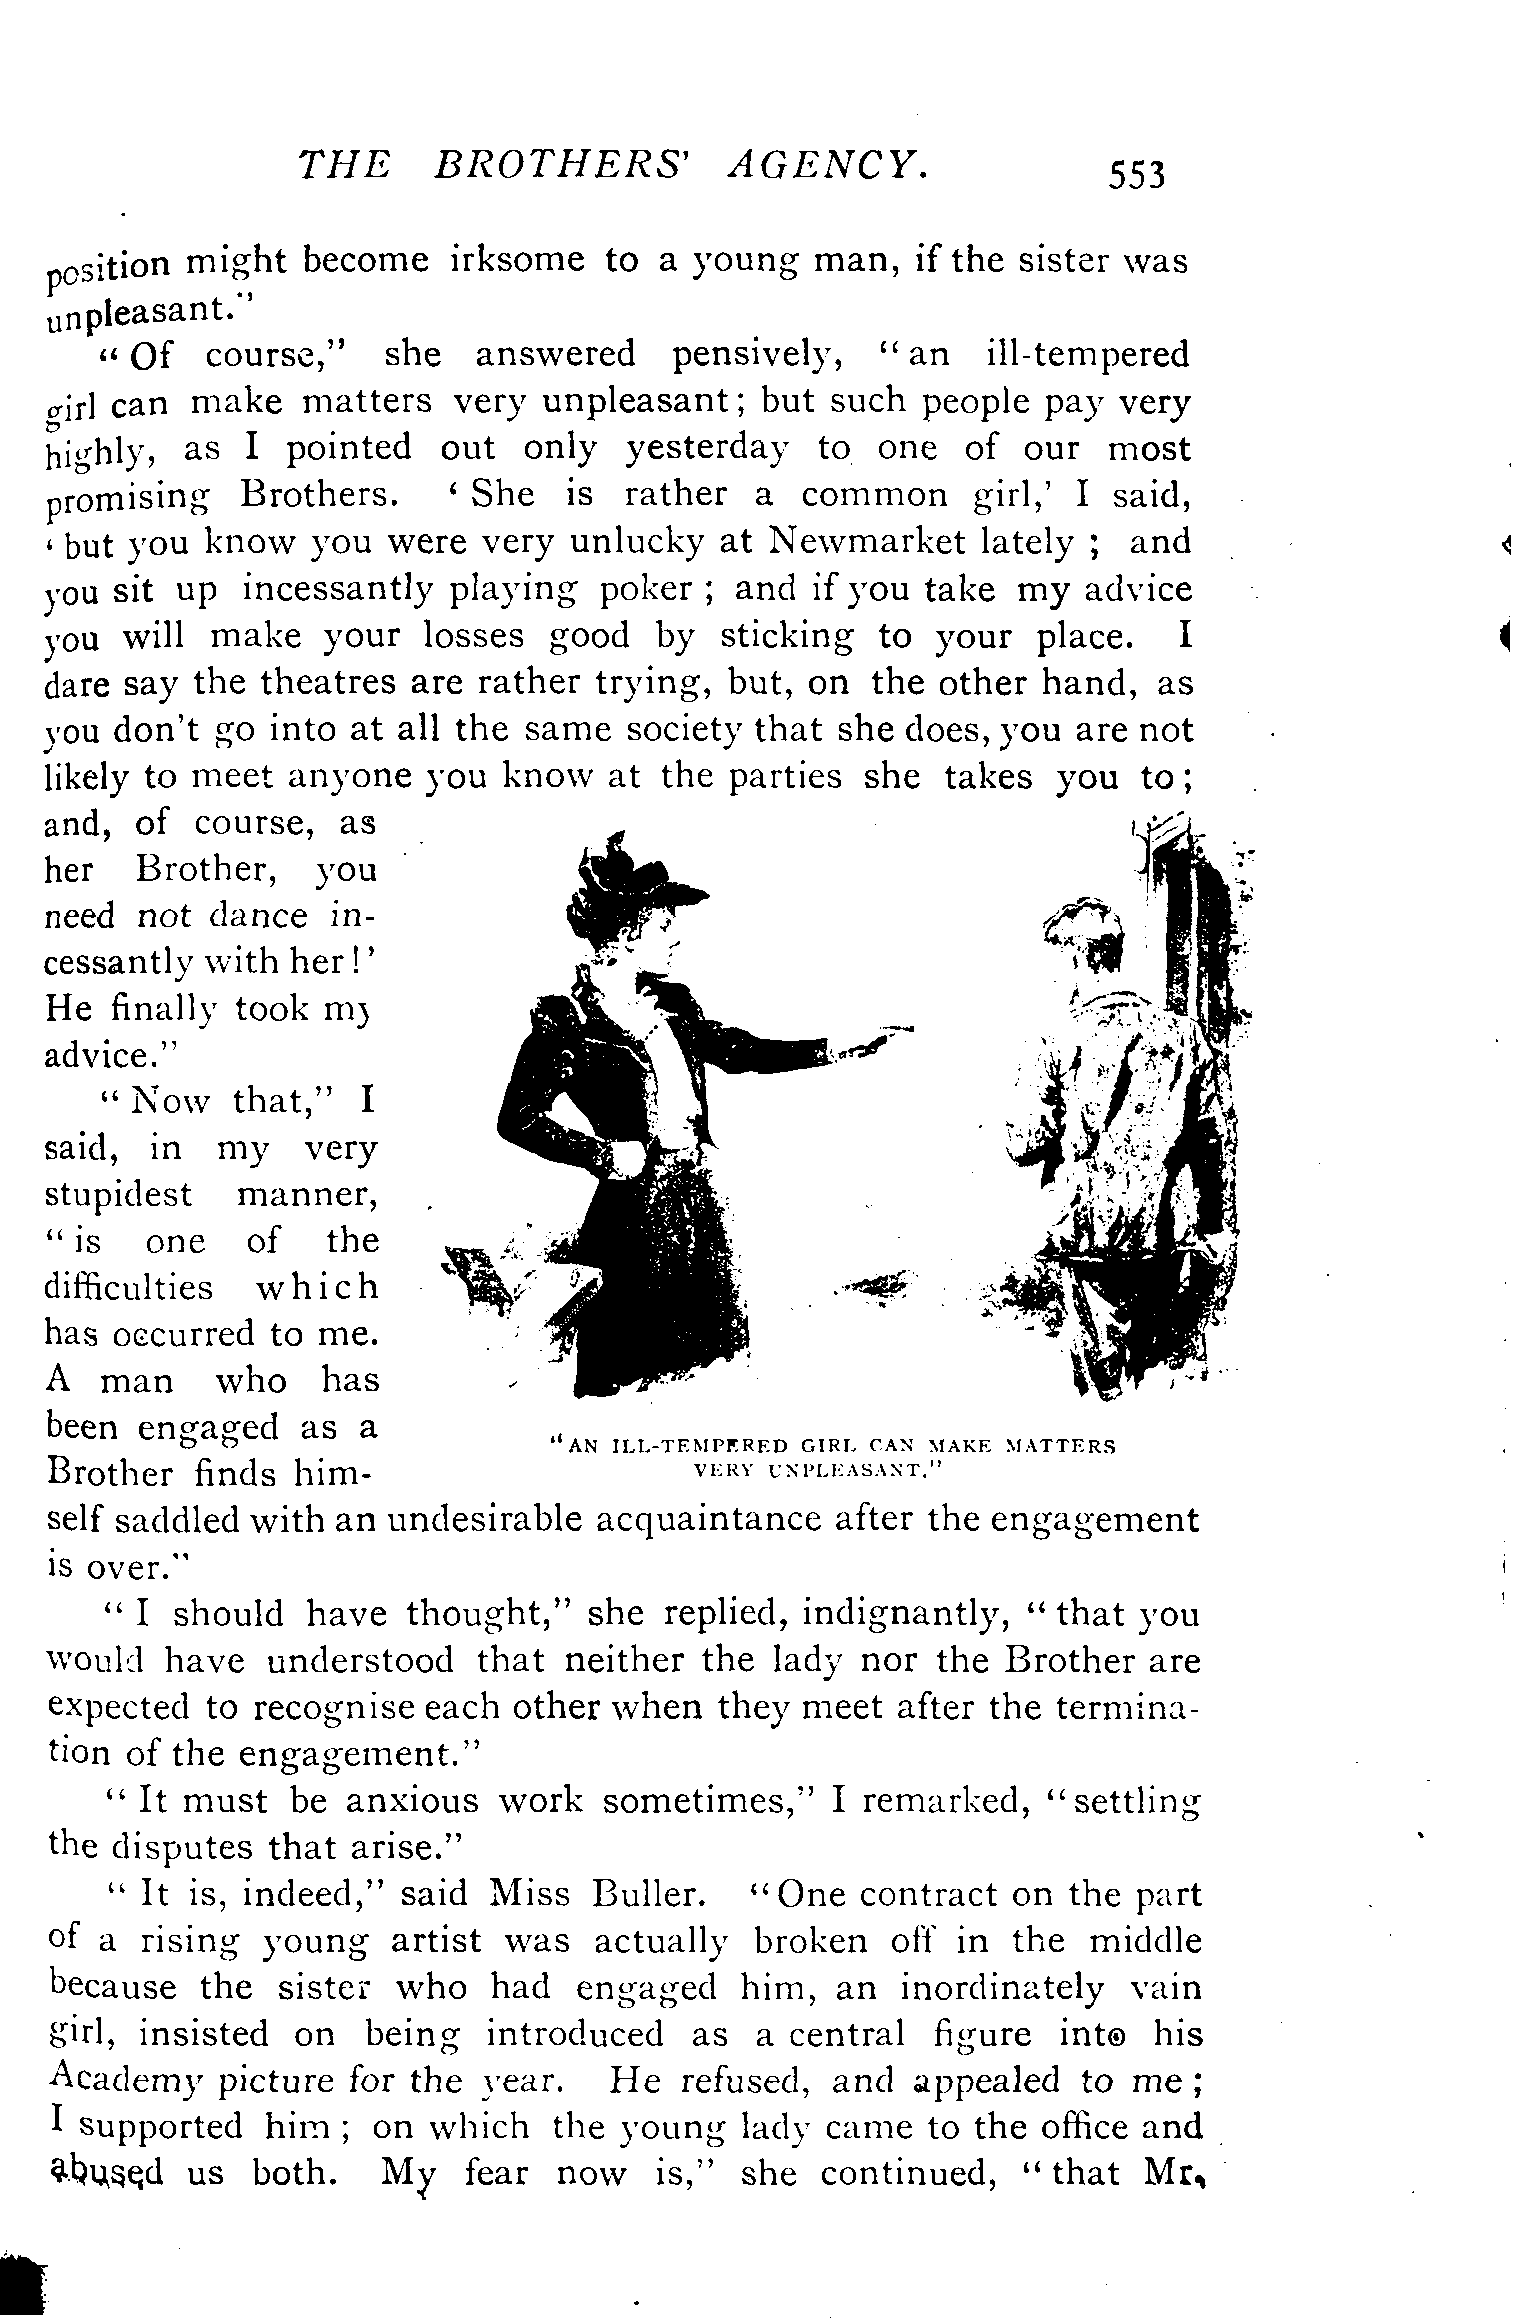 THE BROTHERS' AGENCY. 553
position might become irksome to a young man, if the sister was
unpleasant."
" Of course," she answered pensively, " an ill-tempered
girl can make matters very unpleasant; but such people pay very
highly, as I pointed out only yesterday to one of our most
promising Brothers. ' She is rather a common girl,' I said,
' but you know you were very unlucky at Newmarket lately ; and
you sit up incessantly playing poker ; and if you take my advice
you will make your losses good by sticking to your place. I
dare say the theatres are rather trying, but, on the other hand, as
you don't go into at all the same society that she does, you are not
likely to meet anyone you know at the parties she takes you to ;
and, of course, as
her Brother, you
need not dance in-
cessantly with her ! '
He finally took my
advice."
" Now that," I
said, in my very
stupidest manner,
" is one of the
difficulties which
has occurred to me.
A man who has
been engaged as a
Brother finds him-
"AN ILL-TEMPERED GIRL CAN MAKE MATTERS
VERY UNPLEASANT."
self saddled with an undesirable acquaintance after the engagement
is over."
" I should have thought," she replied, indignantly, " that you
would have understood that neither the lady nor the Brother are
expected to recognise each other when they meet after the termina-
tion of the engagement."
" It must be anxious work sometimes," I remarked, " settling
the disputes that arise."
" It is, indeed," said Miss Buller. " One contract on the part
of a rising young artist was actually broken off in the middle
because the sister who had engaged him, an inordinately vain
girl, insisted on being introduced as a central figure into his
Academy picture for the year. He refused, and appealed to me ;
I supported him ; on which the young lady came to the office and
abused us both. My fear now is," she continued, " that Mr.